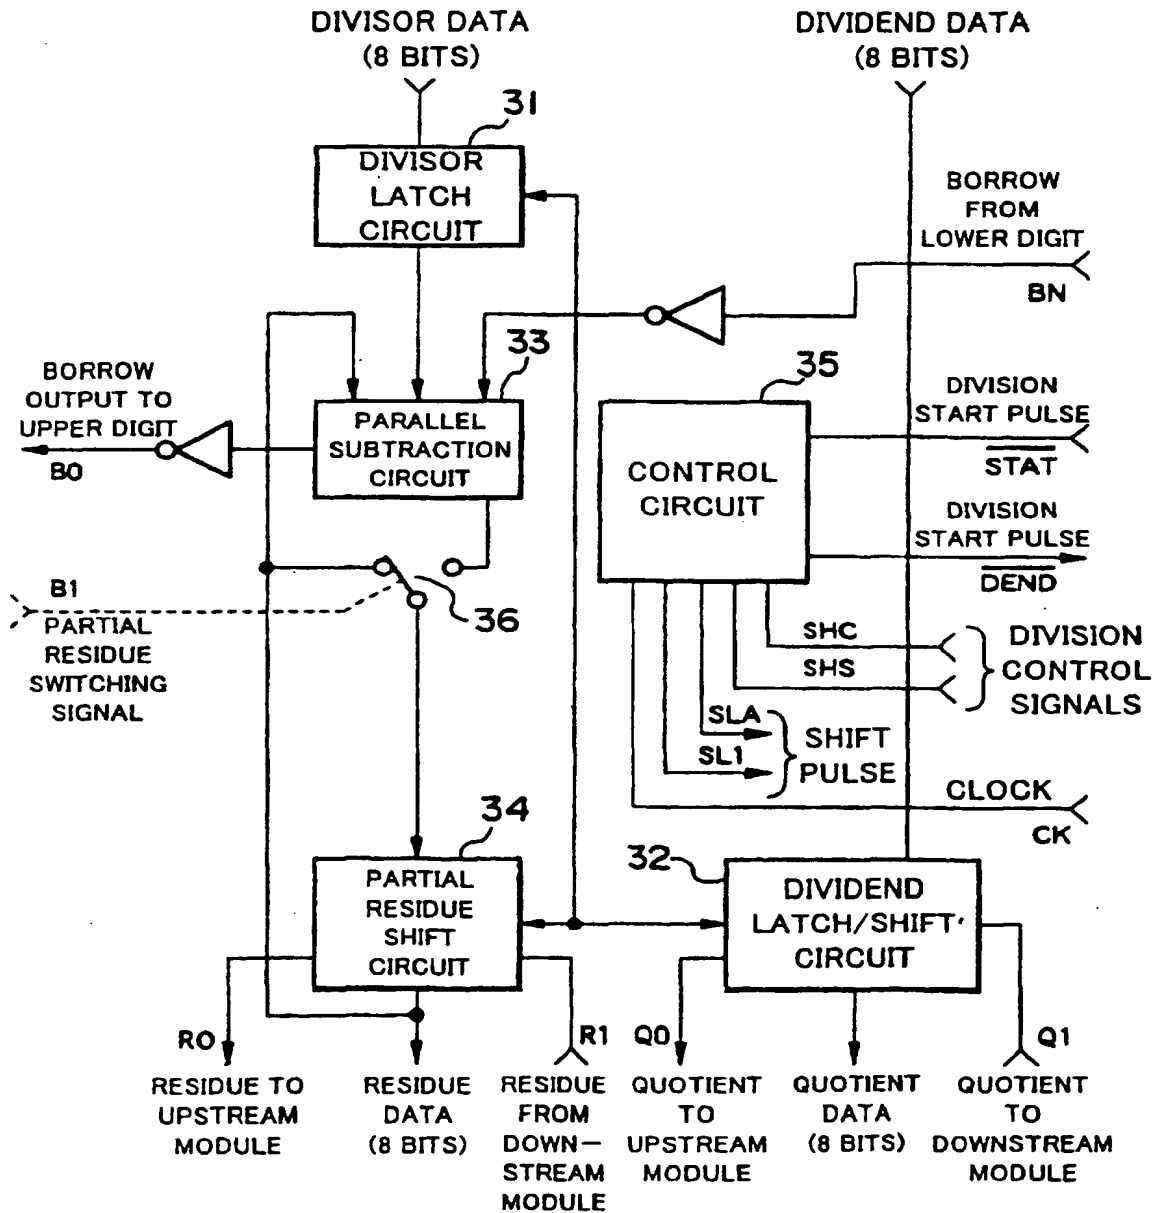 DIVISOR DATA
(8 BITS)
DIVIDEND DATA
(8 BITS)
31
DIVISOR
LATCH
CIRCUIT
BORROW
FROM
LOWER DIGIT
BN
33
35
BORROW
OUTPUT TO
UPPER DIGIT
BO
PARALLEL
SUBTRACTION
CIRCUIT
CONTROL
CIRCUIT
DIVISION
START PULSE
STAT
DIVISION
START PULSE
DEND
B1
PARTIAL
RESIDUE
SWITCHING
SIGNAL
36
SHC
SHS
DIVISION
CONTROL
SIGNALS
SLA
SL1
SHIFT
PULSE
CLOCK
CK
34
32
PARTIAL
RESIDUE
SHIFT
CIRCUIT
DIVIDEND
LATCH/SHIFT
CIRCUIT
RO
R1
QO
Q1
RESIDUE TO
UPSTREAM
MODULE
RESIDUE
DATA
(8 BITS)
RESIDUE
FROM
DOWN–
STREAM
MODULE
QUOTIENT
TO
UPSTREAM
MODULE
QUOTIENT
DATA
(8 BITS)
QUOTIENT
TO
DOWNSTREAM
MODULE